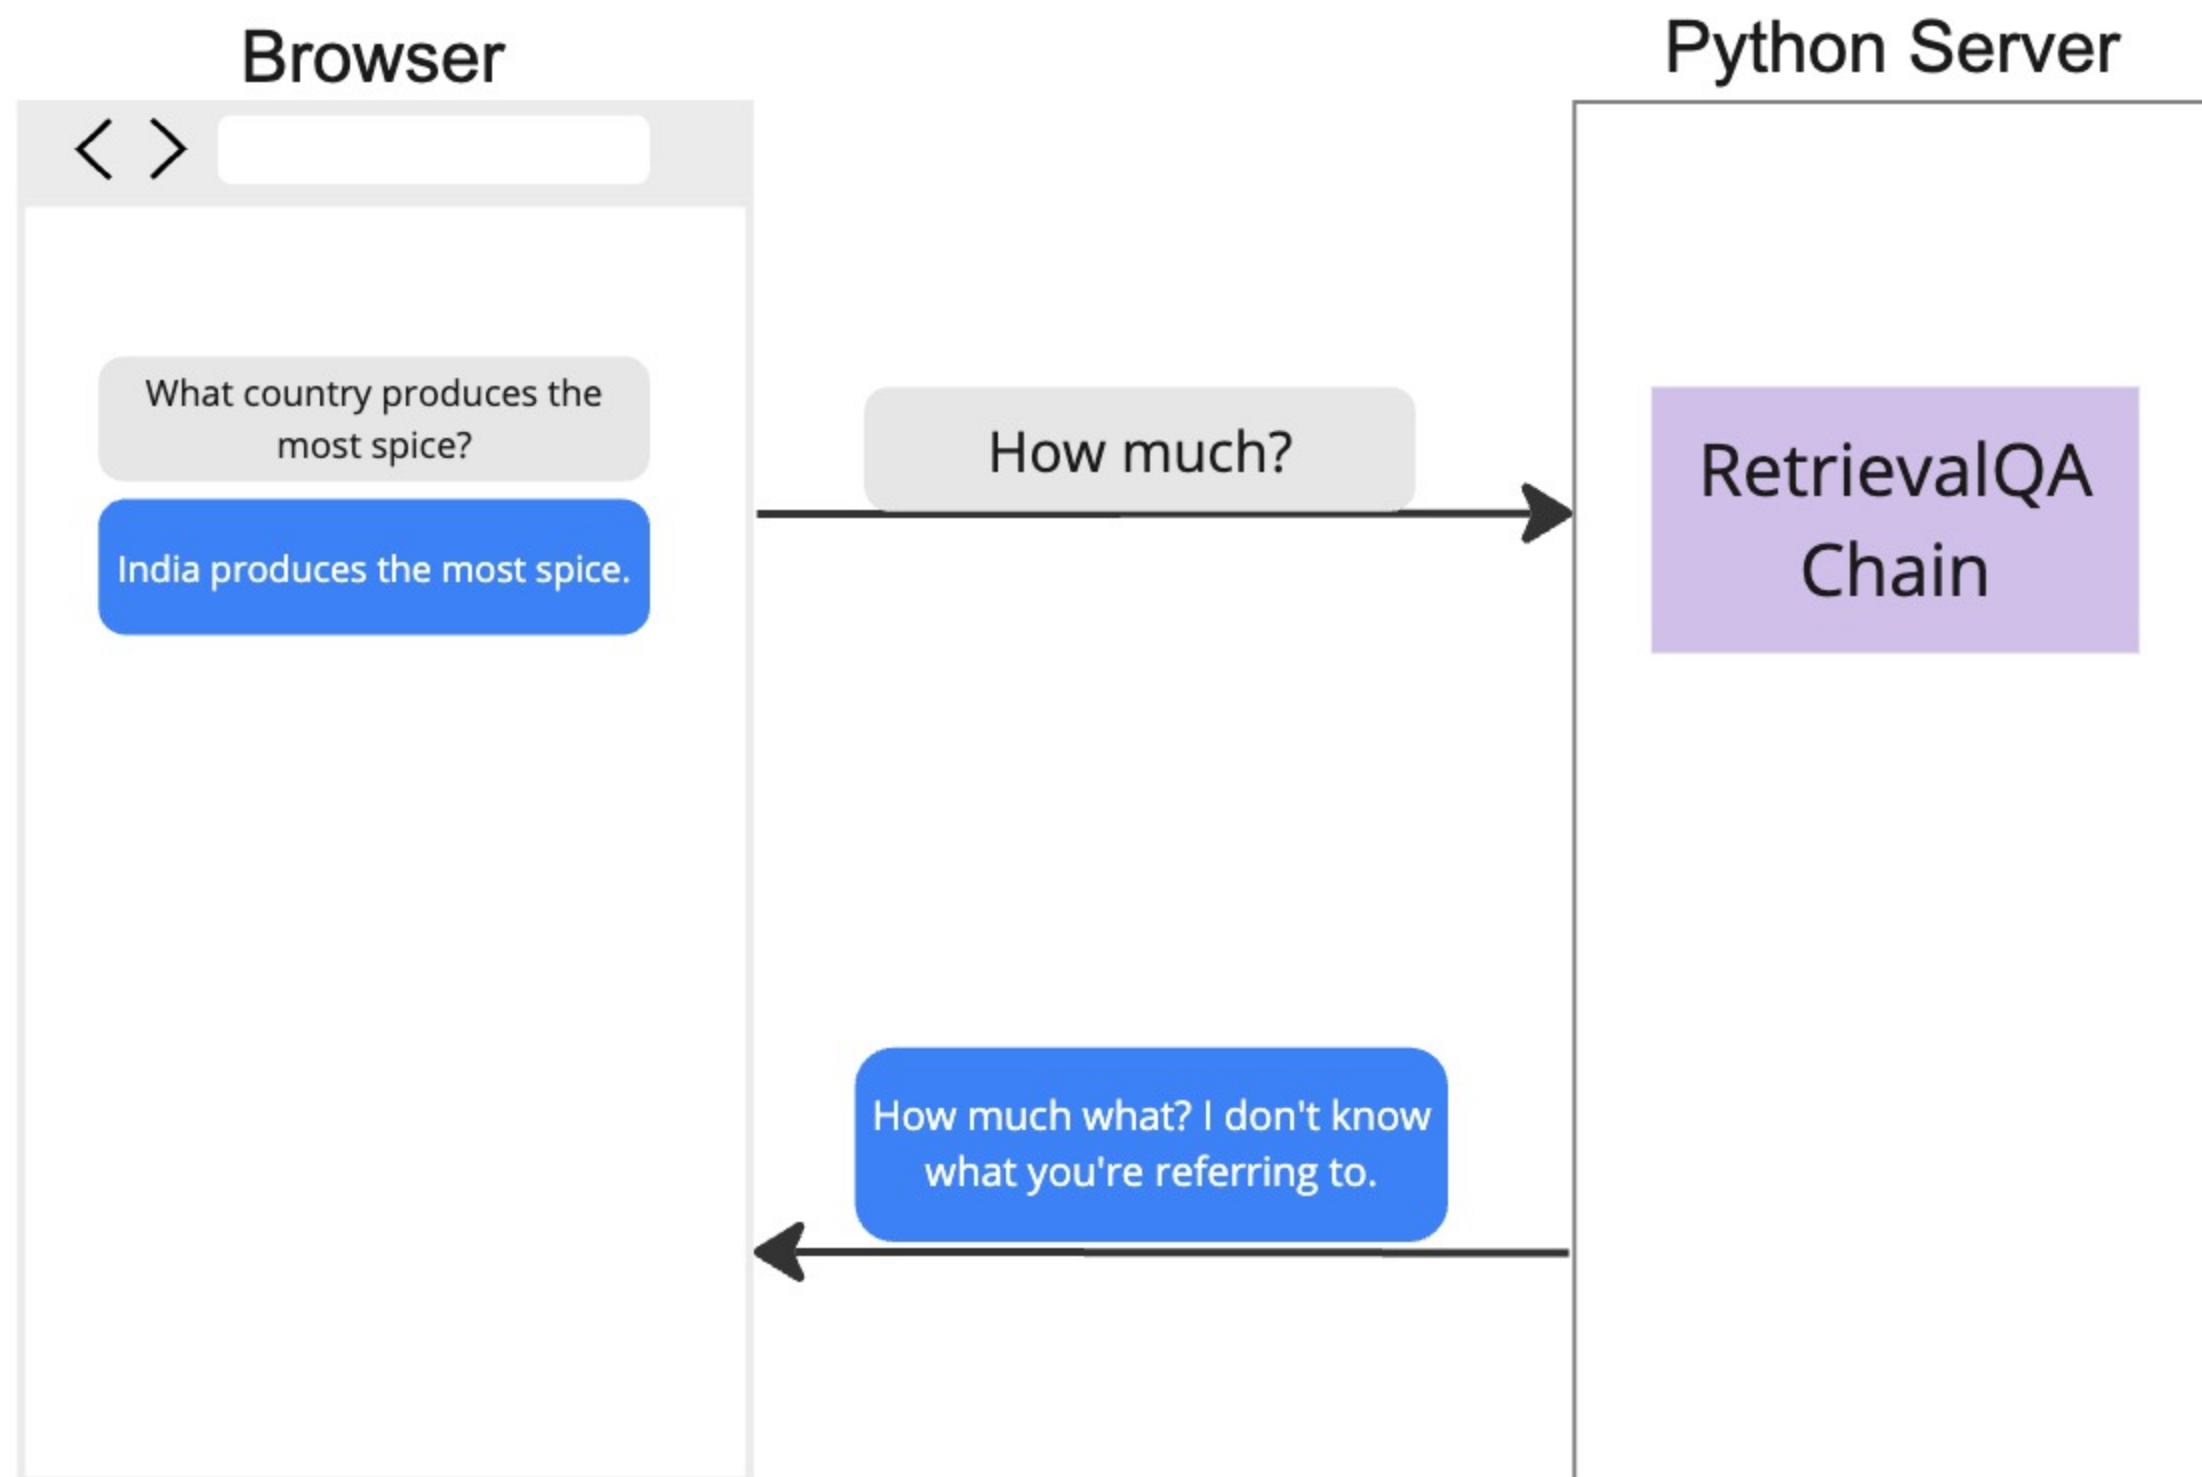 Browser
Python Server
What country produces the
most spice?
India produces the most spice.
How much?
RetrievalQA
Chain
How much what? I don't know
what you're referring to.